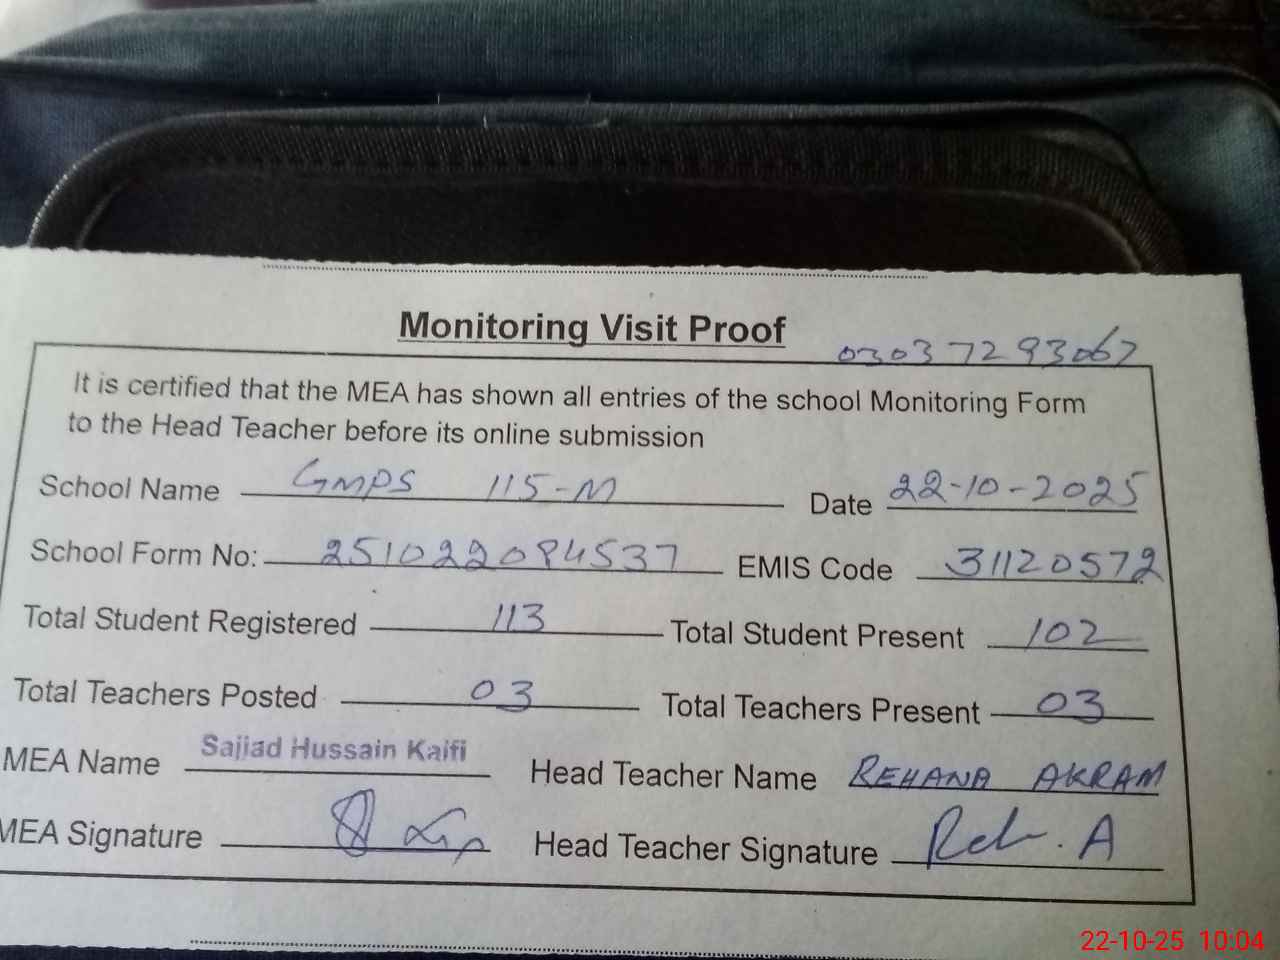 Monitoring Visit Proof
03037293067
It is certified that the MEA has shown all entries of the school Monitoring Form
to the Head Teacher before its online submission
School Name GMPS 115-M Date 22-10-2025
School Form No: 251022084537 EMIS Code 31120572
Total Student Registered 113 Total Student Present 102
Total Teachers Posted 03 Total Teachers Present 03
MEA Name Sajjad Hussain Kaifi Head Teacher Name REHANA AKRAM
MEA Signature Head Teacher Signature Reh. A
22-10-25 10:04